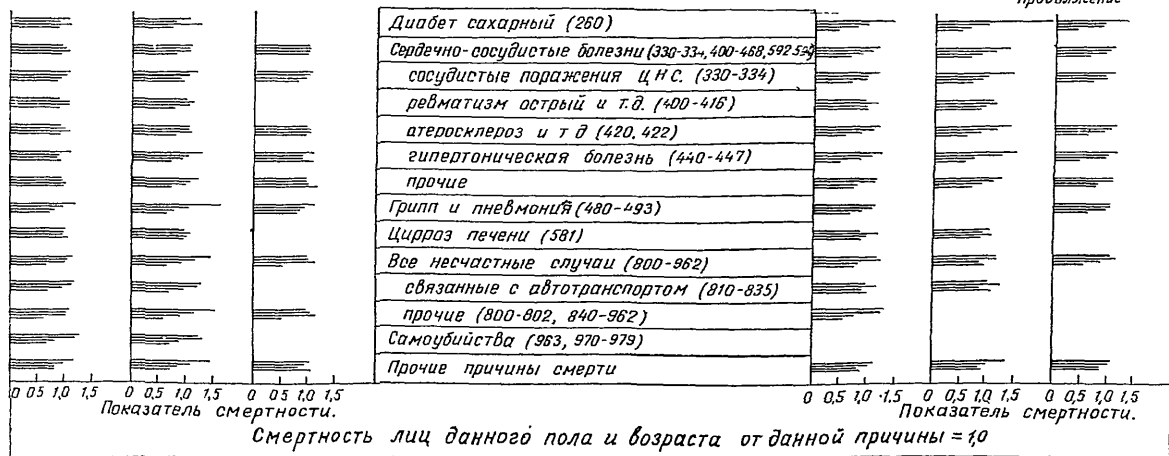 Продолжение
Диабет сахарный (260)
Сердечно-сосудистые болезни (330-334, 400-468, 592 594)
сосудистые поражения ЦНС. (330-334)
ревматизм острый и т.д. (400-416)
атеросклероз и т д (420, 422)
гипертоническая болезнь (440-447)
прочие
Грипп и пневмония (480-493)
Цирроз печени (581)
Все несчастные случаи (800-962)
связанные с автотранспортом (810-835)
прочие (800-802, 840-962)
Самоубийства (963, 970-979)
Прочие причины смерти
0 0,5 1,0 1,5 0 0,5 1,0 1,5 0 0,5 1,0 1,5 0 0,5 1,0 1,5 0 0,5 1,0 1,5 0 0,5 1,0 1,5
Показатель смертности. Показатель смертности.
Смертность лиц данного пола и возраста от данной причины = 1,0